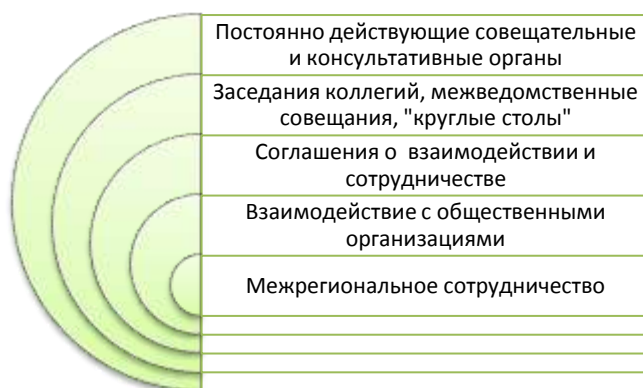 Постоянно действующие совещательные
и консультативные органы
Заседания коллегий, межведомственные
совещания, "круглые столы"
Соглашения о взаимодействии и
сотрудничестве
Взаимодействие с общественными
организациями
Межрегиональное сотрудничество